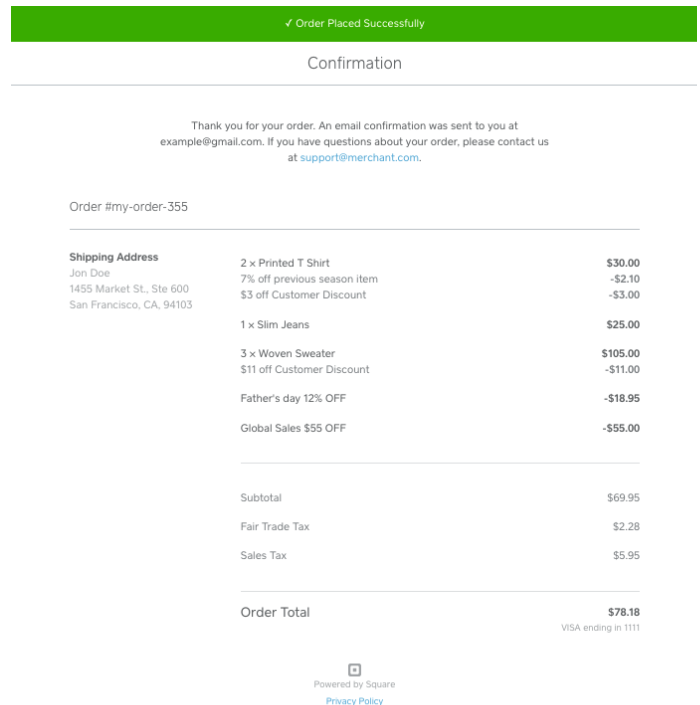 ✓ Order Placed Successfully
Confirmation
Thank you for your order. An email confirmation was sent to you at
example@gmail.com. If you have questions about your order, please contact us
at support@merchant.com.
Order #my-order-355
Shipping Address
Jon Doe
1455 Market St., Ste 600
San Francisco, CA, 94103
2 x Printed T Shirt $30.00
7% off previous season item -$2.10
$3 off Customer Discount -$3.00
1 x Slim Jeans $25.00
3 x Woven Sweater $105.00
$11 off Customer Discount -$11.00
Father's day 12% OFF -$18.95
Global Sales $55 OFF -$55.00
Subtotal $69.95
Fair Trade Tax $2.28
Sales Tax $5.95
Order Total $78.18
VISA ending in 1111
Powered by Square
Privacy Policy